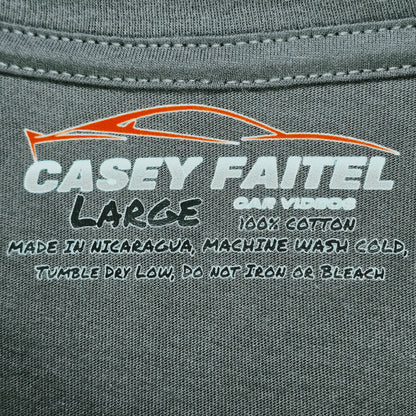 CASEY FAITEL
CAR VIDEOS
LARGE
100% COTTON
MADE IN NICARAGUA, MACHINE WASH COLD,
TUMBLE DRY LOW, DO NOT IRON OR BLEACH